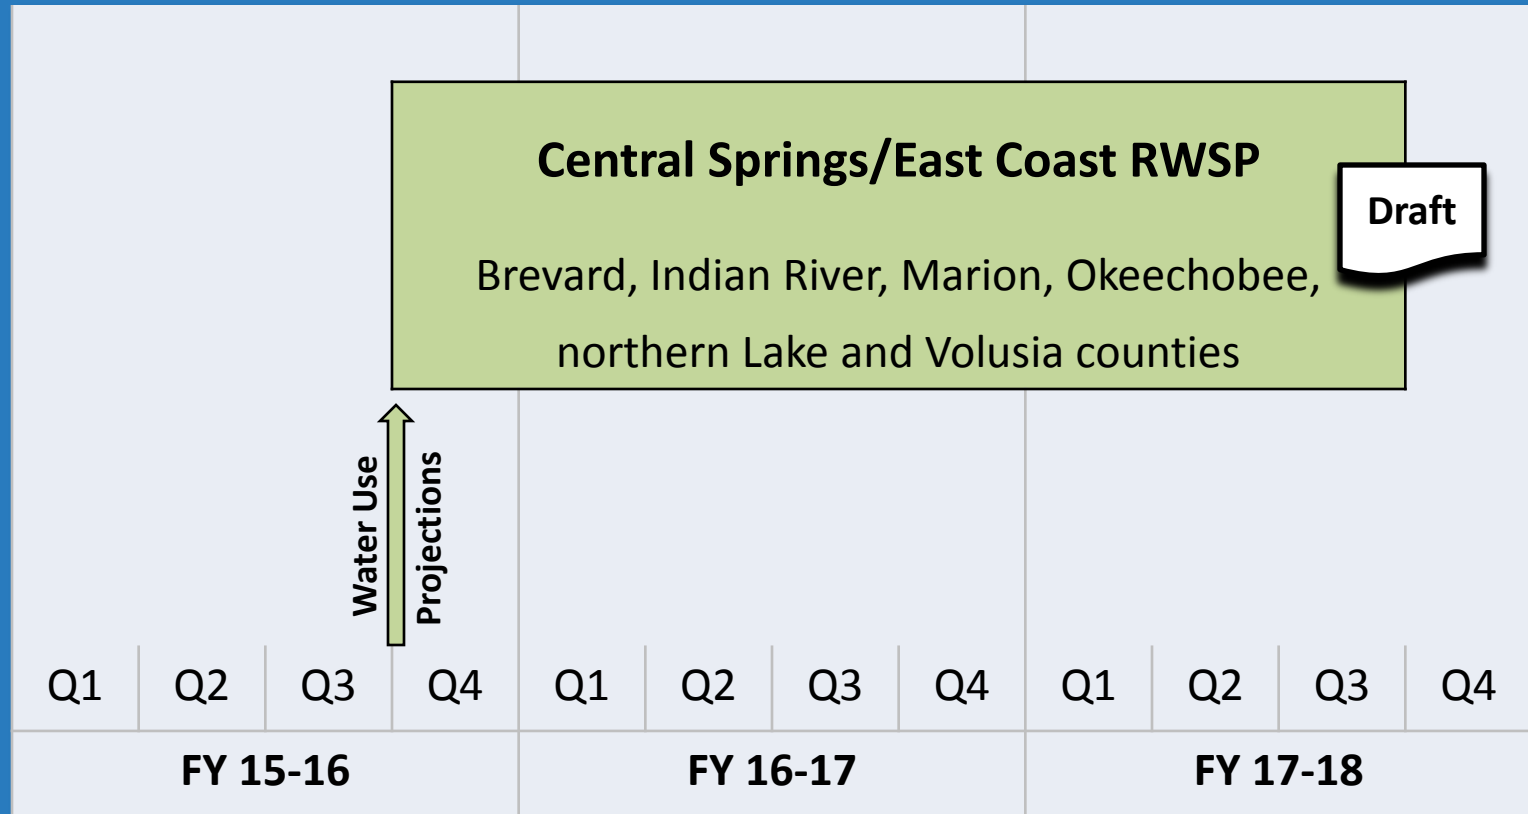 Central Springs/East Coast RWSP
Draft
Brevard, Indian River, Marion, Okeechobee,
northern Lake and Volusia counties
Water Use
Projections
Q1 Q2 Q3 Q4 Q1 Q2 Q3 Q4 Q1 Q2 Q3 Q4
FY 15-16 FY 16-17 FY 17-18